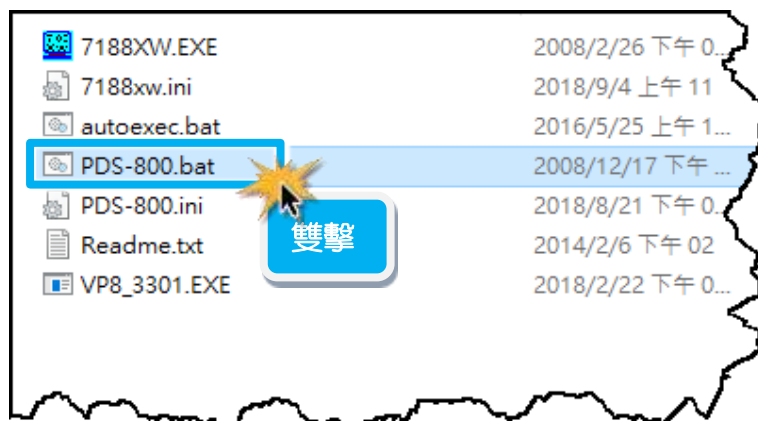 7188XW.EXE 2008/2/26 下午 0...
7188xw.ini 2018/9/4 上午 11
autoexec.bat 2016/5/25 上午 1...
PDS-800.bat 2008/12/17 下午 ...
PDS-800.ini 2018/8/21 下午 0...
雙擊
Readme.txt 2014/2/6 下午 02
VP8_3301.EXE 2018/2/22 下午 0...